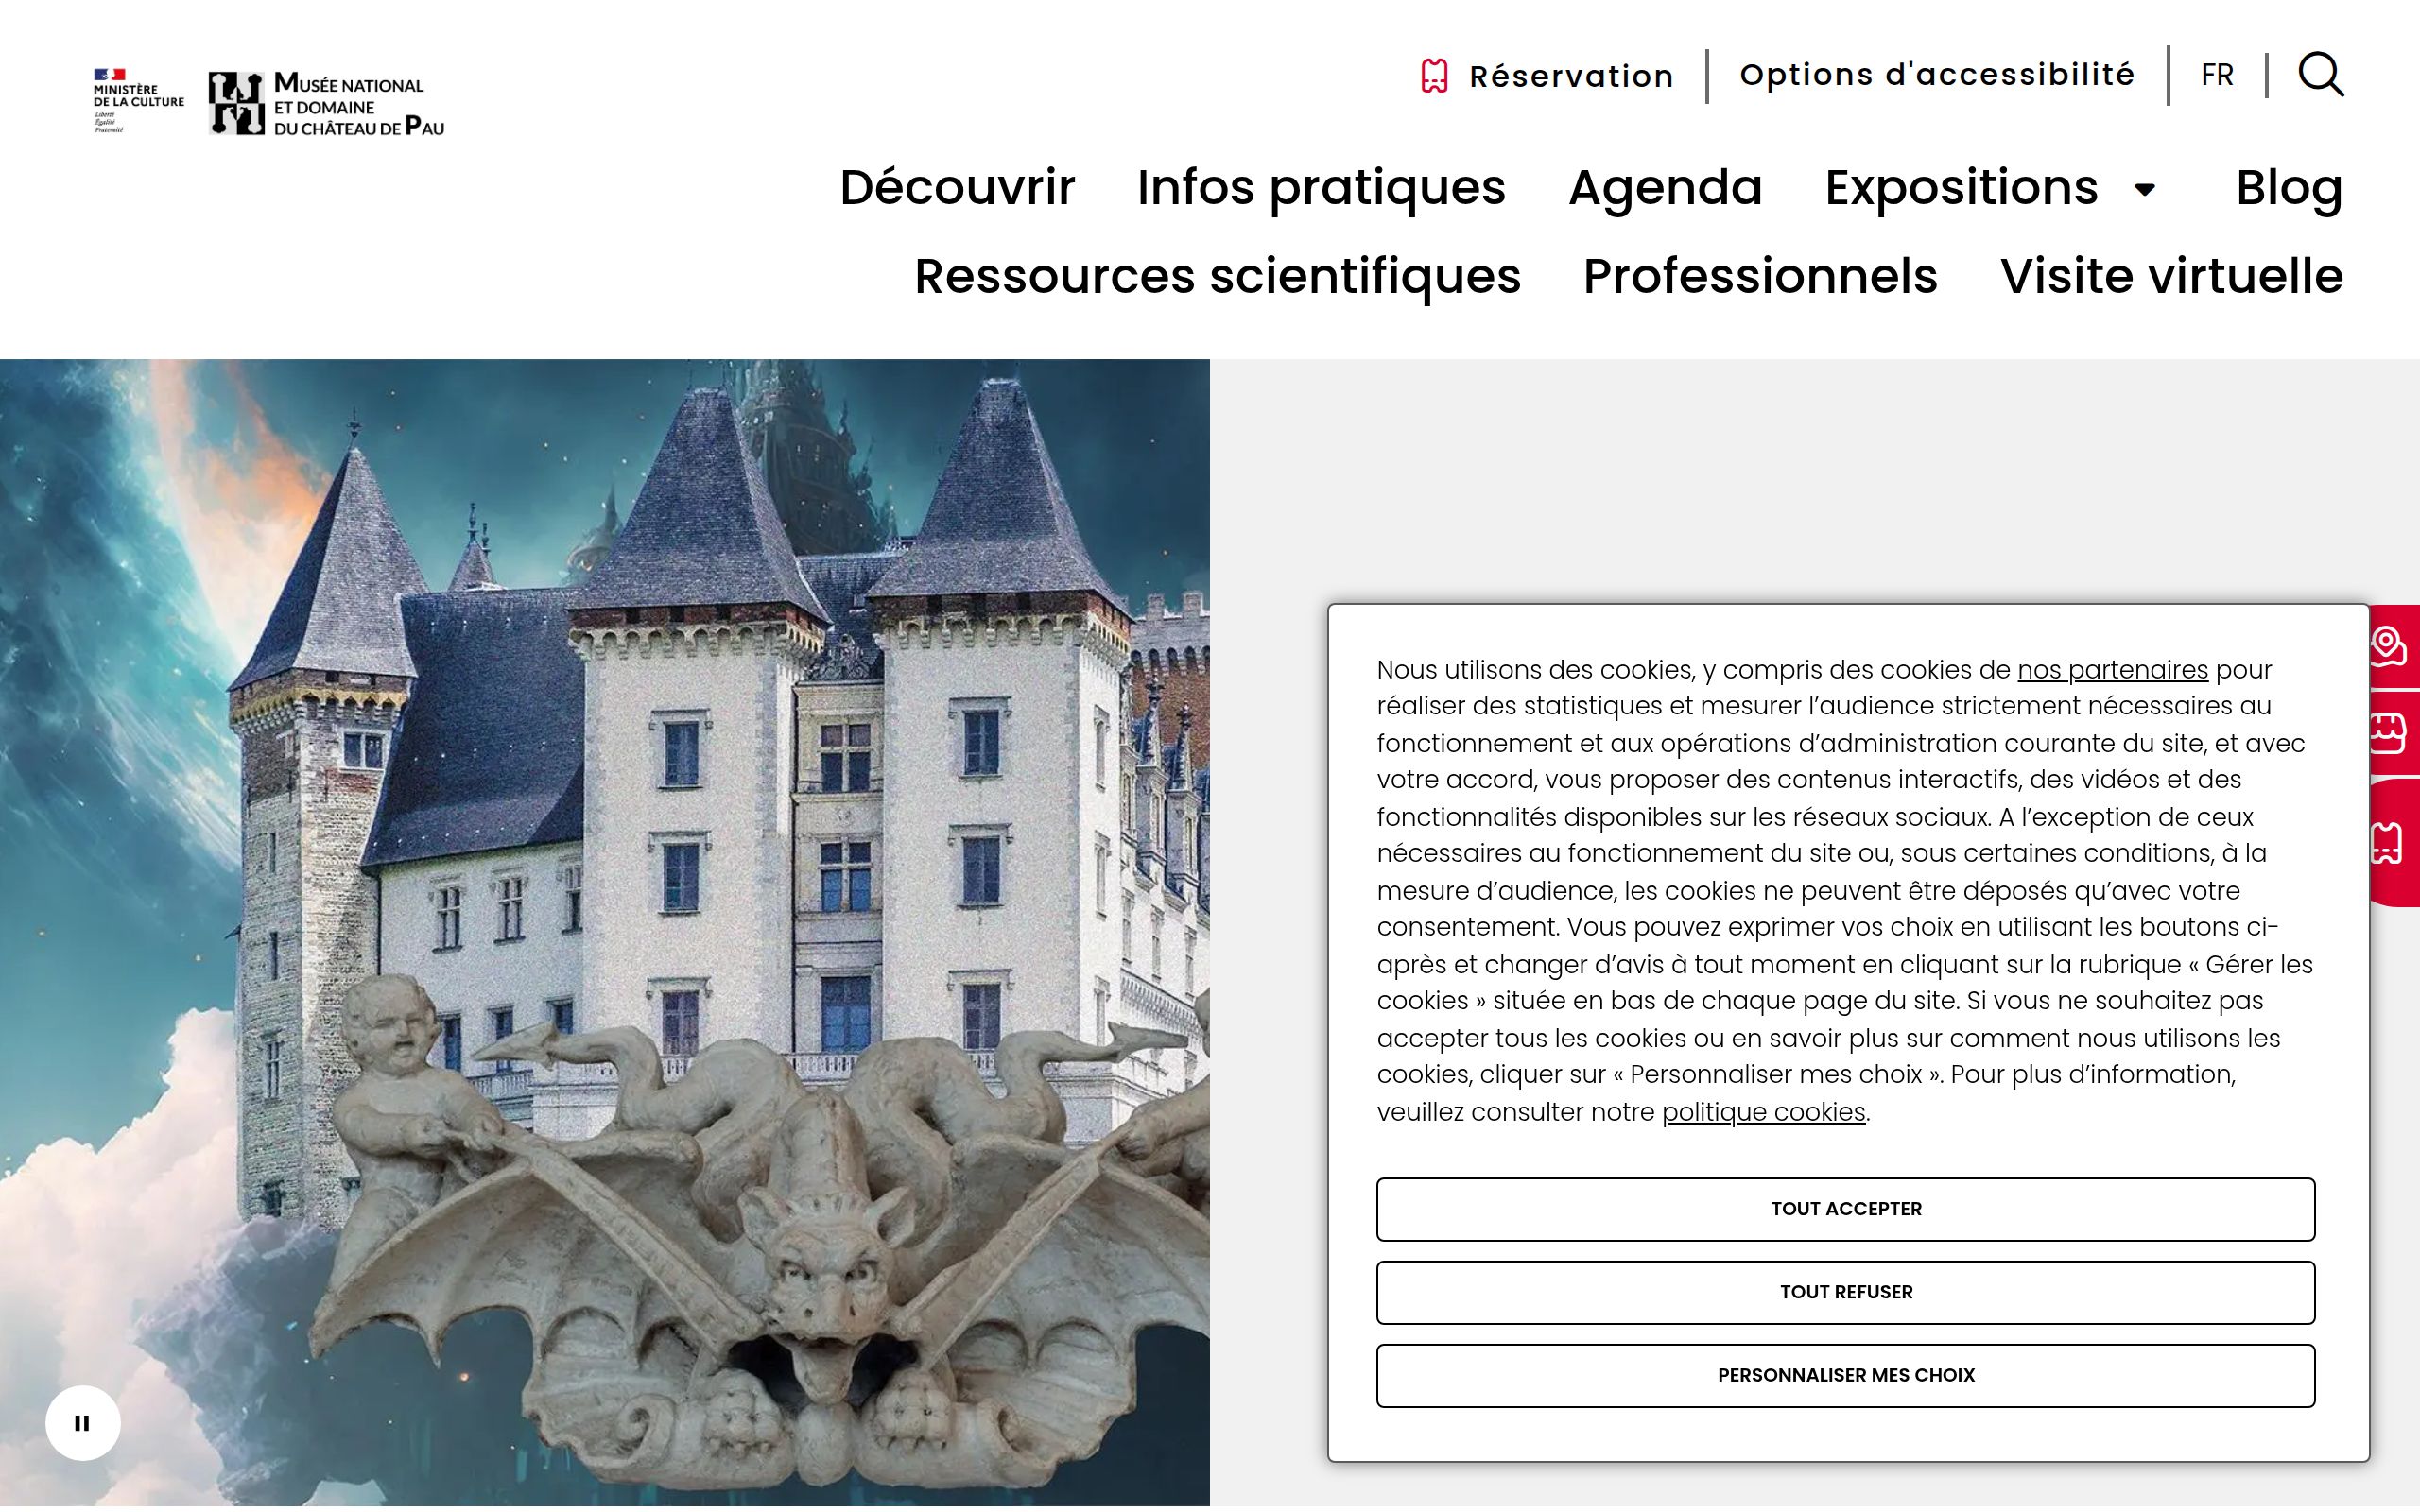 MINISTÈRE
DE LA CULTURE
Liberté
Égalité
Fraternité
MUSÉE NATIONAL
ET DOMAINE
DU CHÂTEAU DE PAU
Réservation
Options d'accessibilité
FR
Découvrir
Infos pratiques
Agenda
Expositions
Blog
Ressources scientifiques
Professionnels
Visite virtuelle
Nous utilisons des cookies, y compris des cookies de nos partenaires pour
réaliser des statistiques et mesurer l’audience strictement nécessaires au
fonctionnement et aux opérations d’administration courante du site, et avec
votre accord, vous proposer des contenus interactifs, des vidéos et des
fonctionnalités disponibles sur les réseaux sociaux. A l’exception de ceux
nécessaires au fonctionnement du site ou, sous certaines conditions, à la
mesure d’audience, les cookies ne peuvent être déposés qu’avec votre
consentement. Vous pouvez exprimer vos choix en utilisant les boutons ci-
après et changer d’avis à tout moment en cliquant sur la rubrique « Gérer les
cookies » située en bas de chaque page du site. Si vous ne souhaitez pas
accepter tous les cookies ou en savoir plus sur comment nous utilisons les
cookies, cliquer sur « Personnaliser mes choix ». Pour plus d’information,
veuillez consulter notre politique cookies.
TOUT ACCEPTER
TOUT REFUSER
PERSONNALISER MES CHOIX